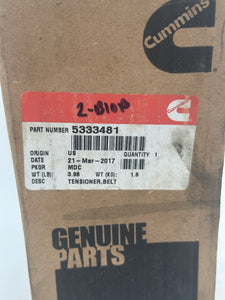 Cummins
2-B10B
PART NUMBER 5333481
ORIGIN US QUANTITY 1
DATE 21-Mar-2017
PKGR MDC
WT (LB): 3.96 WT (KG): 1.8
DESC TENSIONER,BELT
GENUINE
PARTS